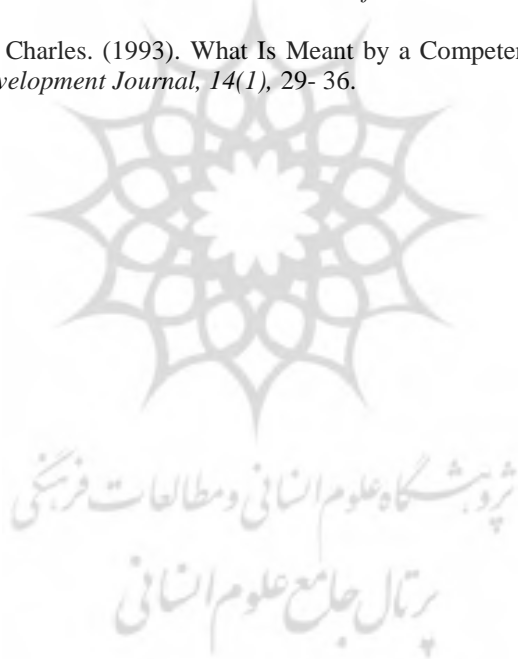 Charles. (1993). What Is Meant by a Competen
velopment Journal, 14(1), 29- 36.
پژوهشگاه علوم انسانی و مطالعات فرهنگی
پرتال جامع علوم انسانی